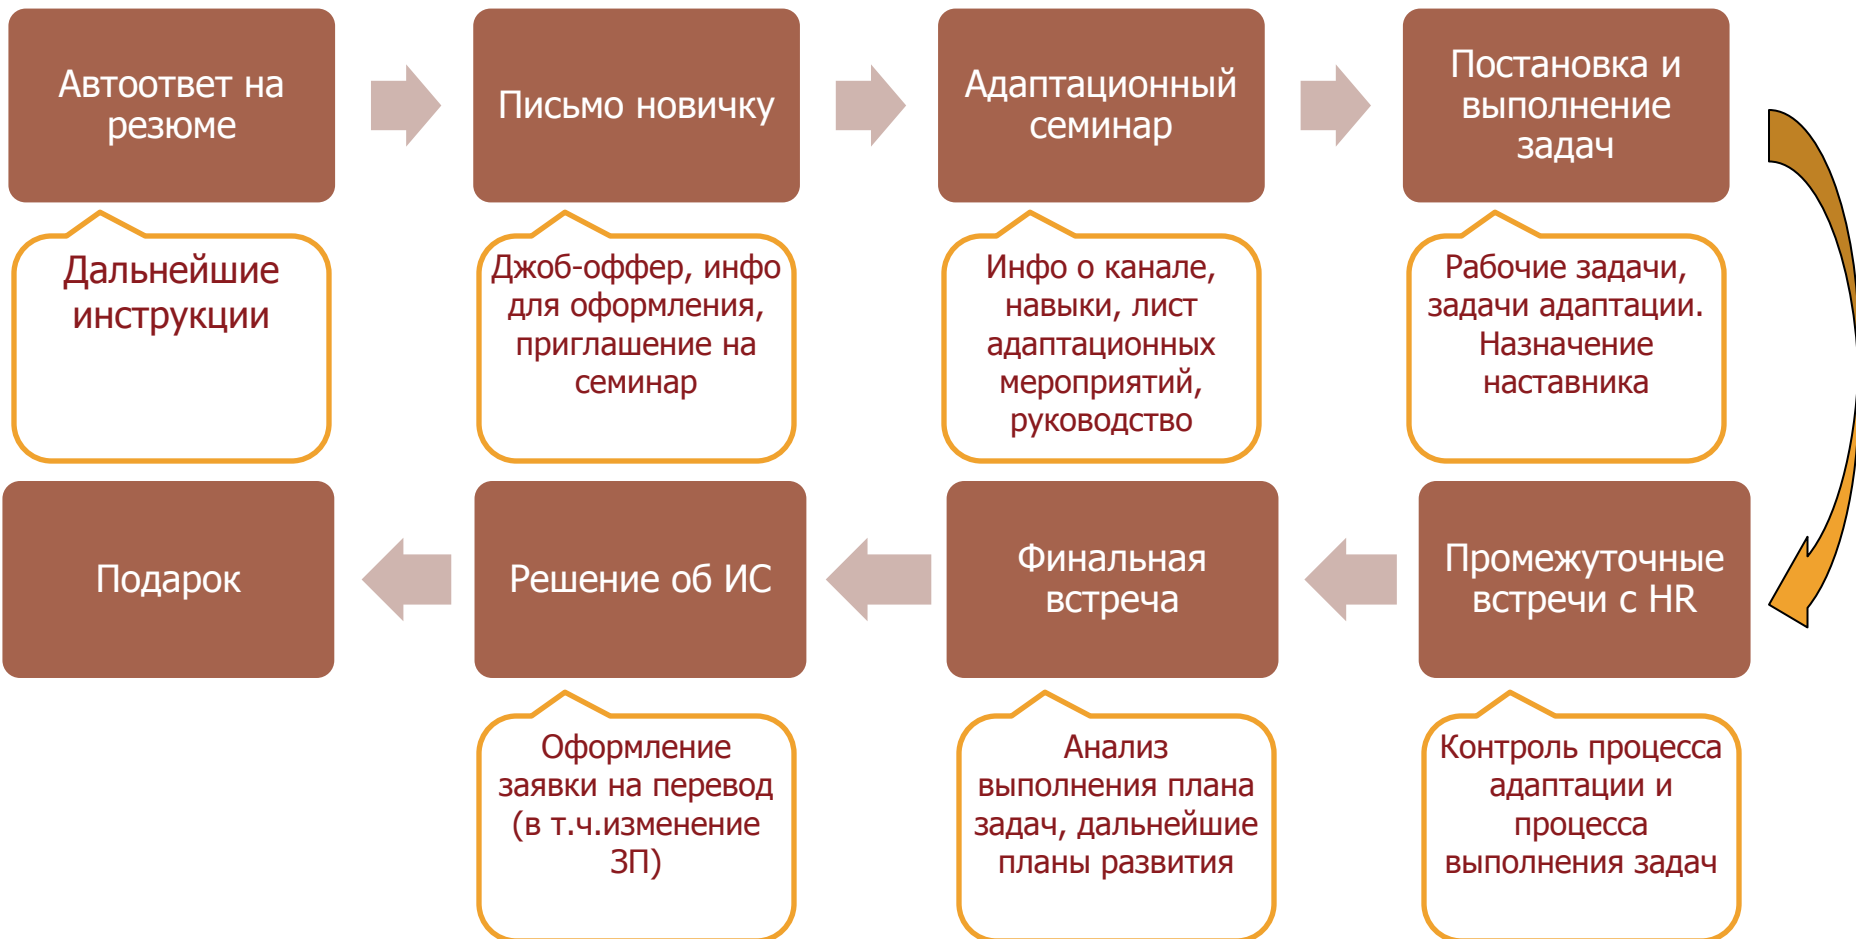 Автоответ на
резюме
Письмо новичку
Адаптационный
семинар
Постановка и
выполнение
задач
Дальнейшие
инструкции
Джоб-оффер, инфо
для оформления,
приглашение на
семинар
Инфо о канале,
навыки, лист
адаптационных
мероприятий,
руководство
Рабочие задачи,
задачи адаптации.
Назначение
наставника
Подарок
Решение об ИС
Финальная
встреча
Промежуточные
встречи с HR
Оформление
заявки на перевод
(в т.ч.изменение
ЗП)
Анализ
выполнения плана
задач, дальнейшие
планы развития
Контроль процесса
адаптации и
процесса
выполнения задач